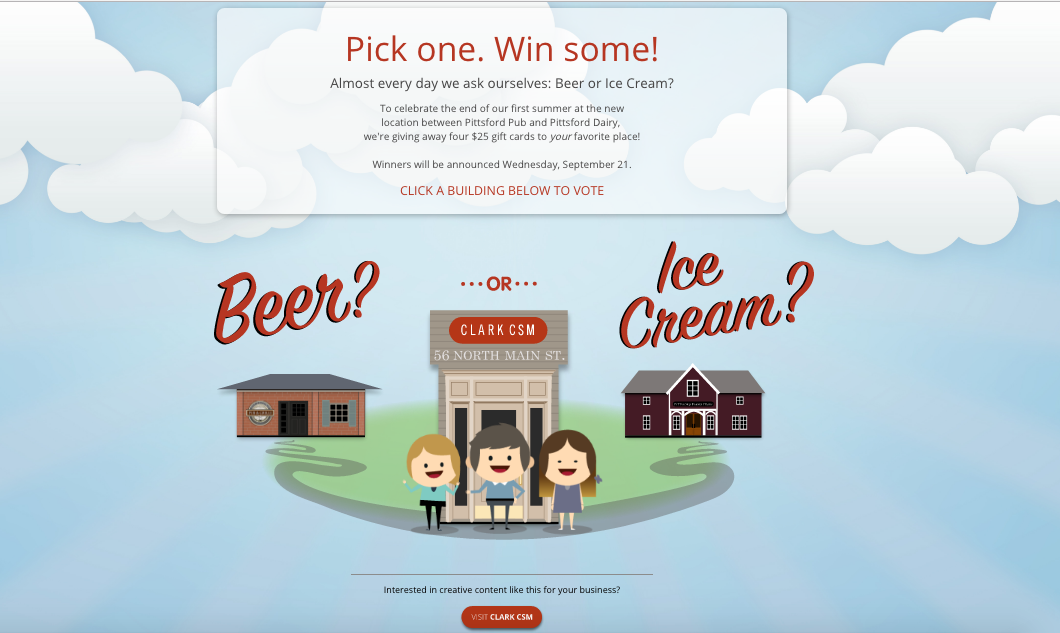 Pick one. Win some!
Almost every day we ask ourselves: Beer or Ice Cream?
To celebrate the end of our first summer at the new
location between Pittsford Pub and Pittsford Dairy,
we're giving away four $25 gift cards to your favorite place!
Winners will be announced Wednesday, September 21.
CLICK A BUILDING BELOW TO VOTE
Beer?
•••OR•••
Ice
Cream?
CLARK CSM
56 NORTH MAIN ST.
Interested in creative content like this for your business?
VISIT CLARK CSM